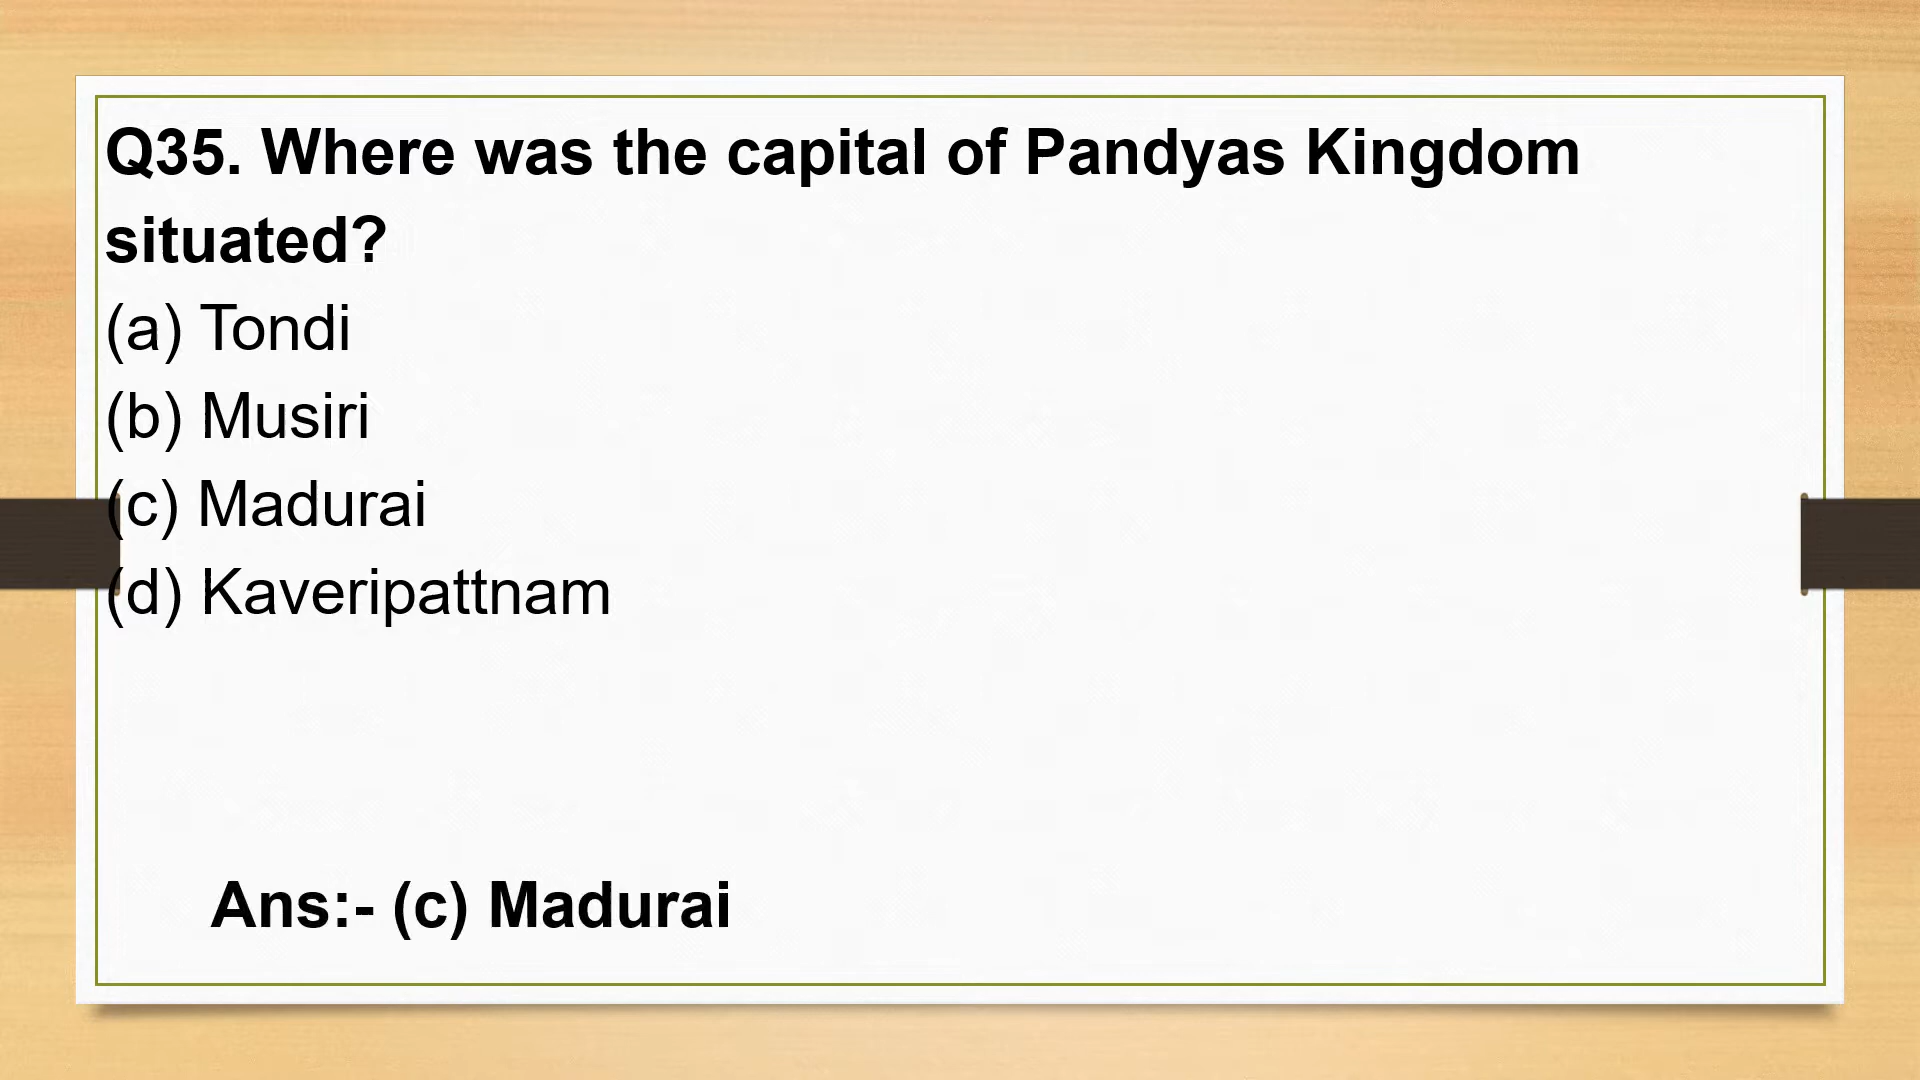 Q35. Where was the capital of Pandyas Kingdom
situated?
(a) Tondi
(b) Musiri
(c) Madurai
(d) Kaveripattnam
Ans:- (c) Madurai